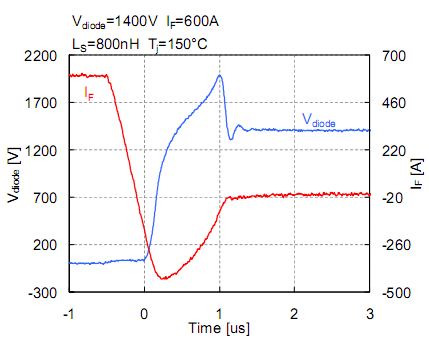 Vdiode=1400V IF=600A
LS=800nH Tj=150°C
2200
1700
1200
700
200
-300
Vdiode [V]
IF
Vdiode
700
460
220
-20
-260
-500
IF [A]
-1 0 1 2 3
Time [us]